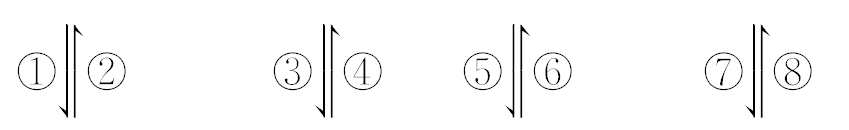 ① ② ③ ④ ⑤ ⑥ ⑦ ⑧